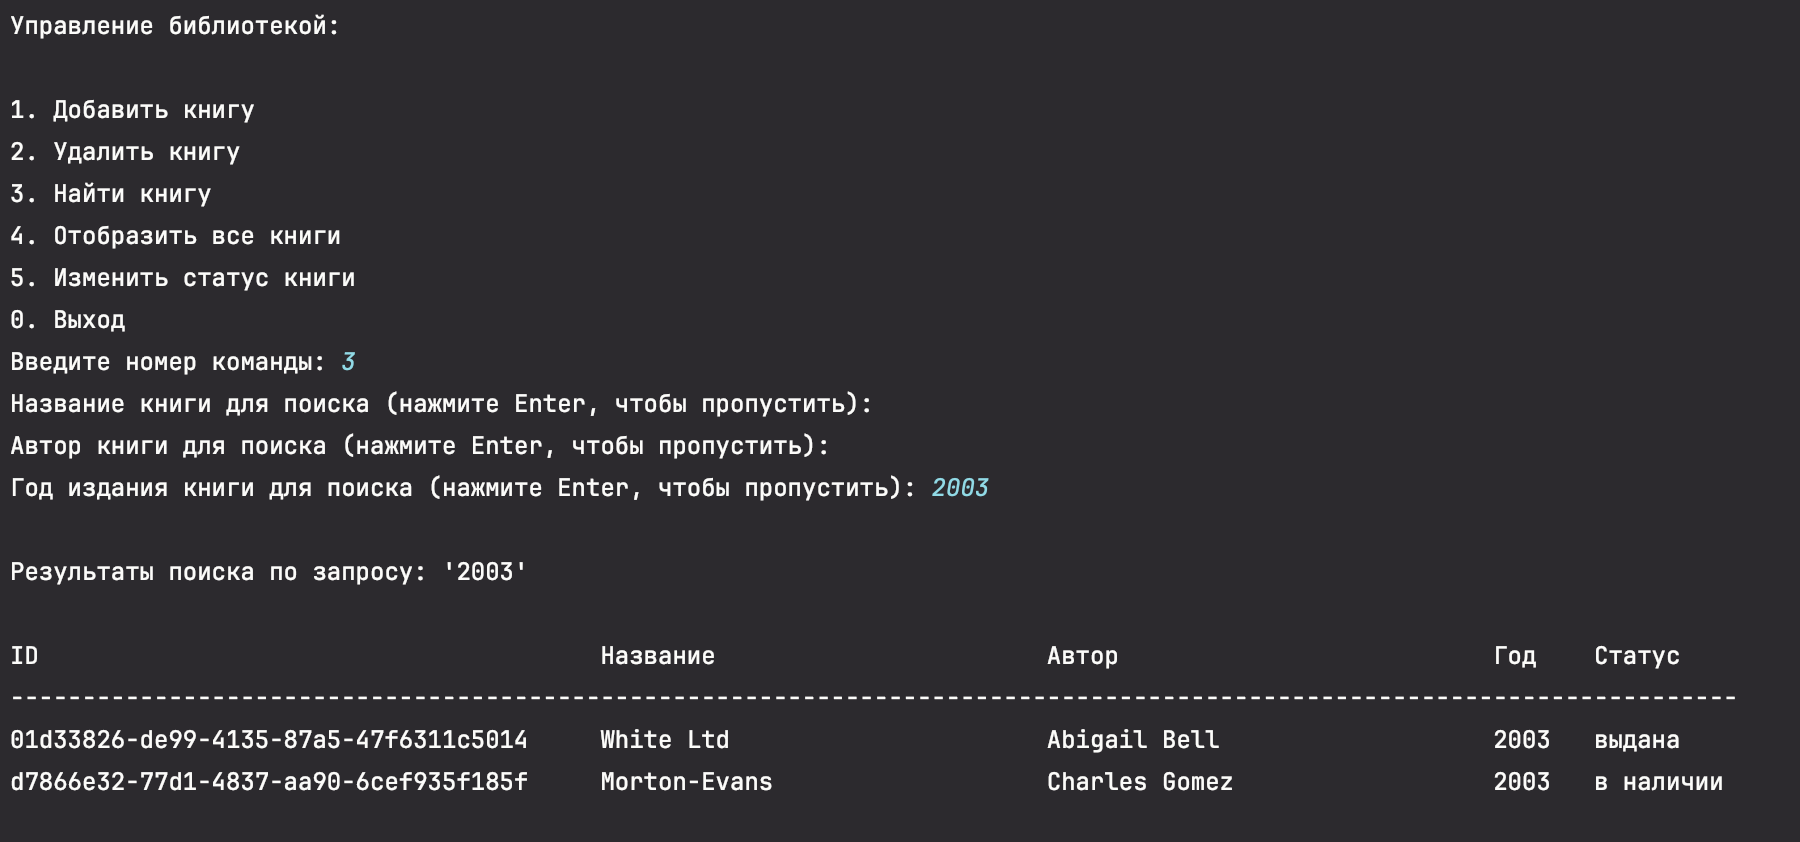 Управление библиотекой:
1. Добавить книгу
2. Удалить книгу
3. Найти книгу
4. Отобразить все книги
5. Изменить статус книги
0. Выход
Введите номер команды: 3
Название книги для поиска (нажмите Enter, чтобы пропустить):
Автор книги для поиска (нажмите Enter, чтобы пропустить):
Год издания книги для поиска (нажмите Enter, чтобы пропустить): 2003
Результаты поиска по запросу: '2003'
ID Название Автор Год Статус
------------------------------------------------------------------------------------------------------------------------
01d33826-de99-4135-87a5-47f6311c5014 White Ltd Abigail Bell 2003 выдана
d7866e32-77d1-4837-aa90-6cef935f185f Morton-Evans Charles Gomez 2003 в наличии